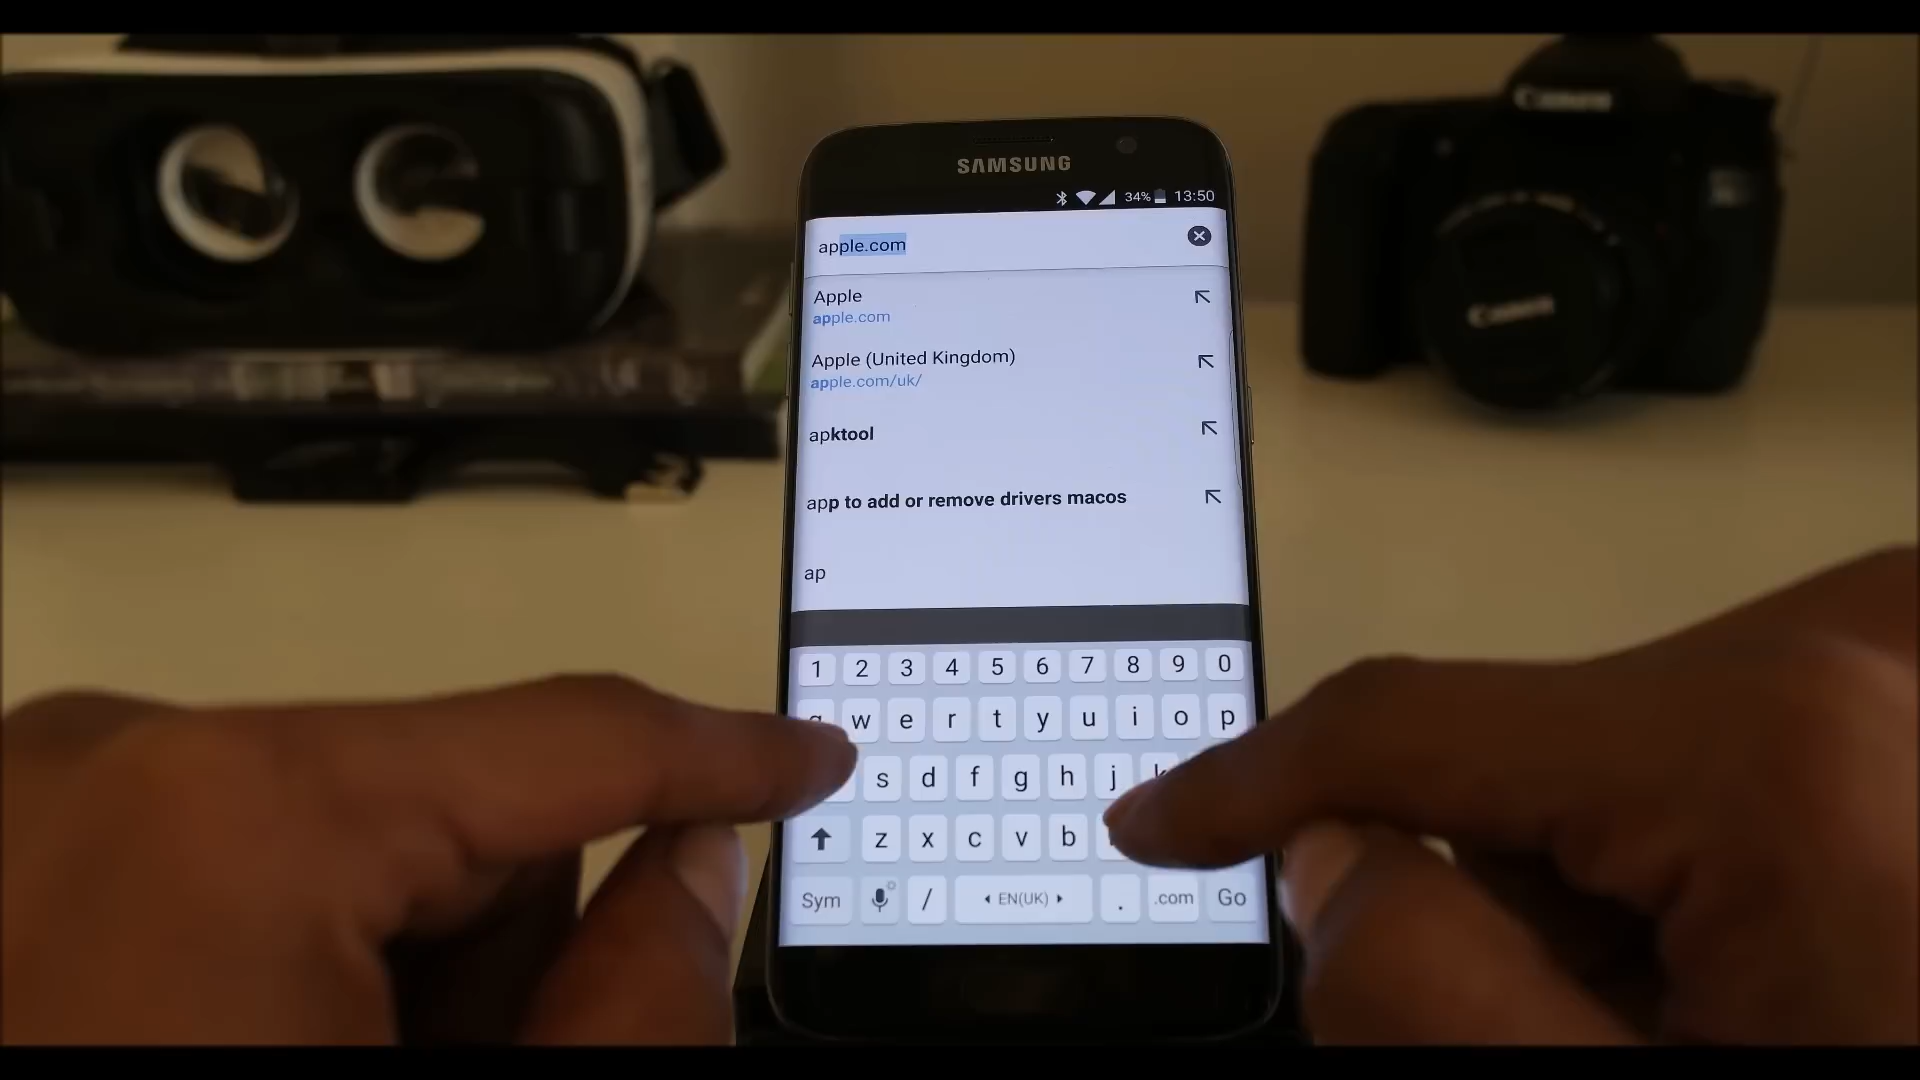 Canon
SAMSUNG
34% 13:50
apple.com
Apple
apple.com
Apple (United Kingdom)
apple.com/uk/
apktool
app to add or remove drivers macos
ap
1 2 3 4 5 6 7 8 9 0
q w e r t y u i o p
s d f g h j k
z x c v b
Sym / EN(UK) . .com Go
Canon